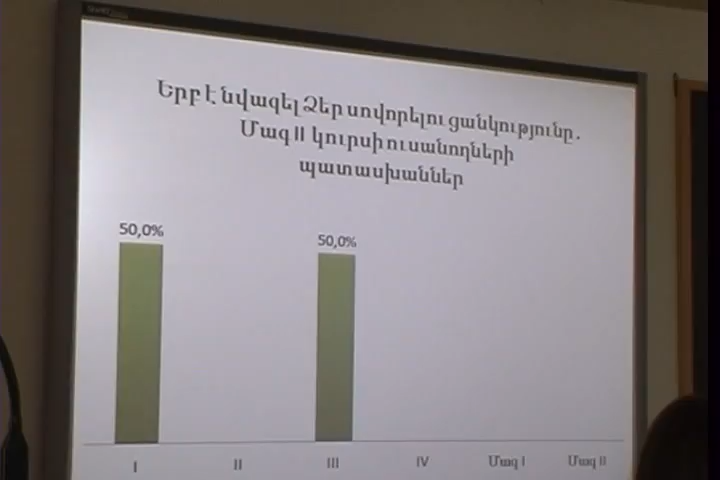 Երբ է նվազել Ձեր սովորելու ցանկությունը.
Մագ II կուրսի ուսանողների
պատասխաններ
50,0%
50,0%
I II III IV Մագ I Մագ II